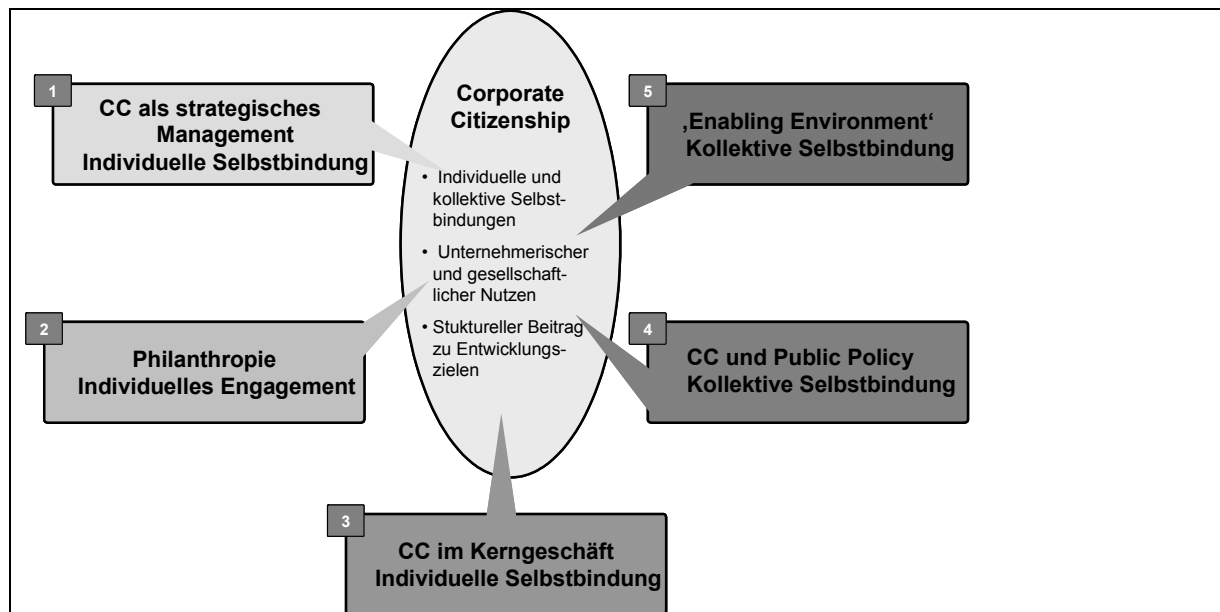 1
CC als strategisches
Management
Individuelle Selbstbindung
2
Philanthropie
Individuelles Engagement
Corporate
Citizenship
• Individuelle und
kollektive Selbst-
bindungen
• Unternehmerischer
und gesellschaft-
licher Nutzen
• Stuktureller Beitrag
zu Entwicklungs-
zielen
3
CC im Kerngeschäft
Individuelle Selbstbindung
5
‚Enabling Environment‘
Kollektive Selbstbindung
4
CC und Public Policy
Kollektive Selbstbindung